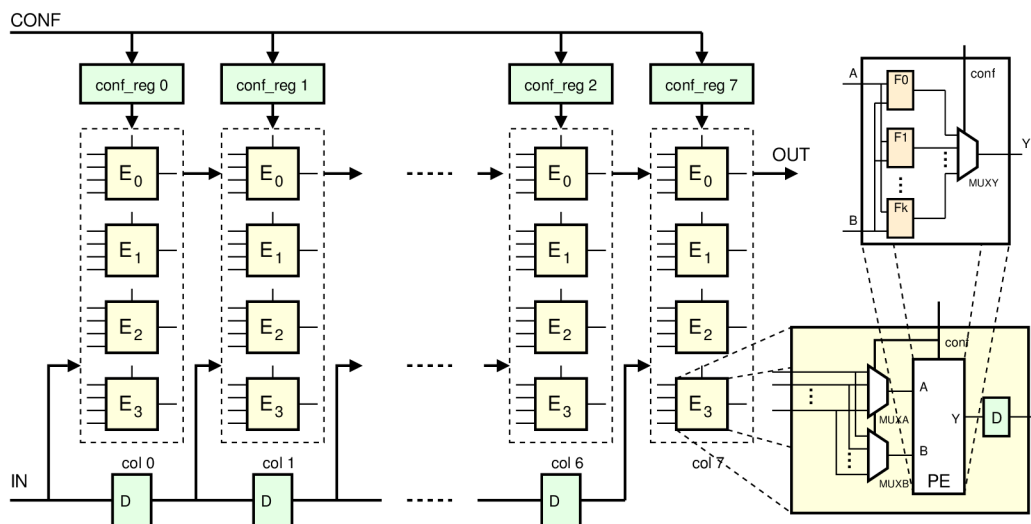 CONF
conf_reg 0
conf_reg 1
conf_reg 2
conf_reg 7
E0
E0
E0
E0
OUT
E1
E1
E1
E1
E2
E2
E2
E2
E3
E3
E3
E3
col 0
col 1
col 6
col 7
IN
D
D
D
A
conf
F0
F1
Y
MUXY
Fk
B
conf
A
MUXA
Y
D
B
MUXB
PE